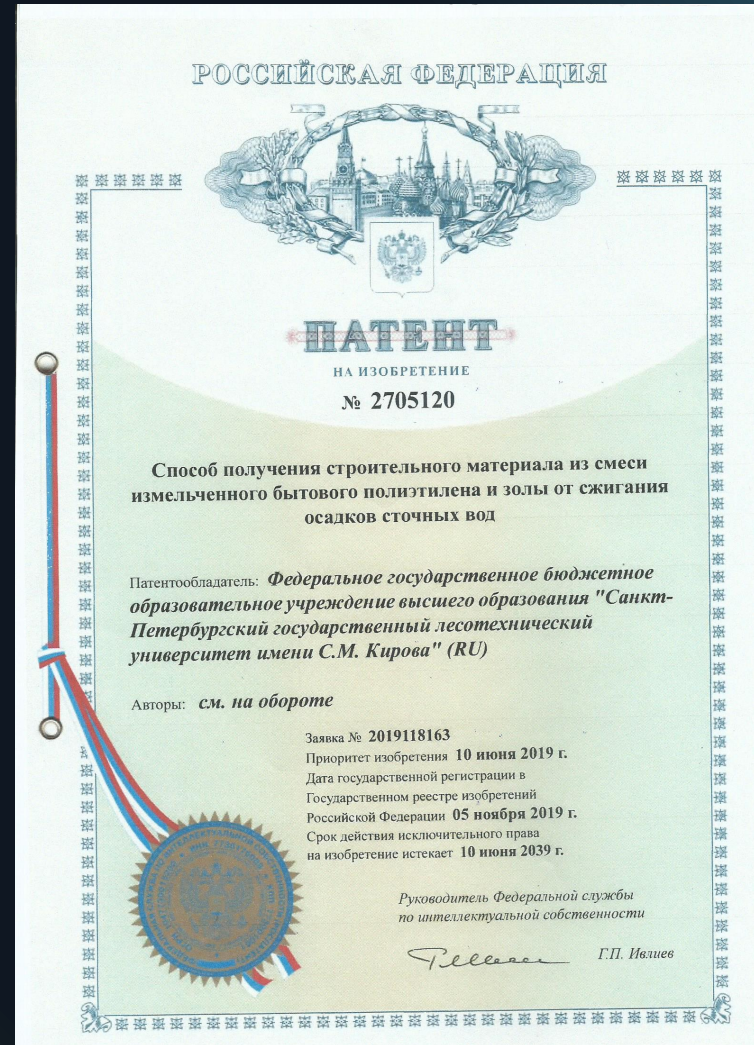 РОССИЙСКАЯ ФЕДЕРАЦИЯ
ПАТЕНТ
НА ИЗОБРЕТЕНИЕ
№ 2705120
Способ получения строительного материала из смеси
измельченного бытового полиэтилена и золы от сжигания
осадков сточных вод
Патентообладатель: Федеральное государственное бюджетное
образовательное учреждение высшего образования "Санкт-
Петербургский государственный лесотехнический
университет имени С.М. Кирова" (RU)
Авторы: см. на обороте
Заявка № 2019118163
Приоритет изобретения 10 июня 2019 г.
Дата государственной регистрации в
Государственном реестре изобретений
Российской Федерации 05 ноября 2019 г.
Срок действия исключительного права
на изобретение истекает 10 июня 2039 г.
Руководитель Федеральной службы
по интеллектуальной собственности
Г.П. Ивлиев